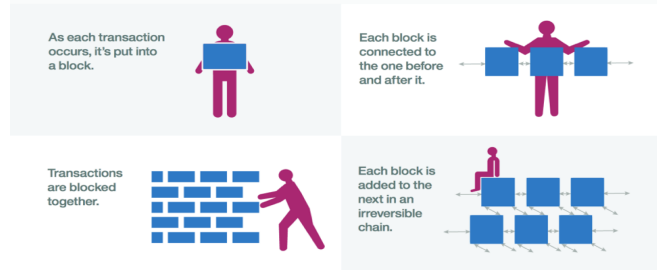 As each transaction
occurs, it's put into
a block.
Each block is
connected to
the one before
and after it.
Transactions
are blocked
together.
Each block is
added to the
next in an
irreversible
chain.